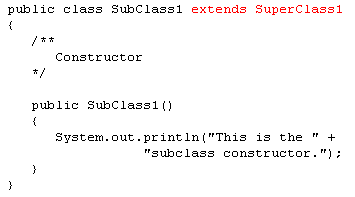 public class SubClass1 extends SuperClass1
{
   /**
      Constructor
   */
   public SubClass1()
   {
      System.out.println("This is the " +
                  "subclass constructor.");
   }
}